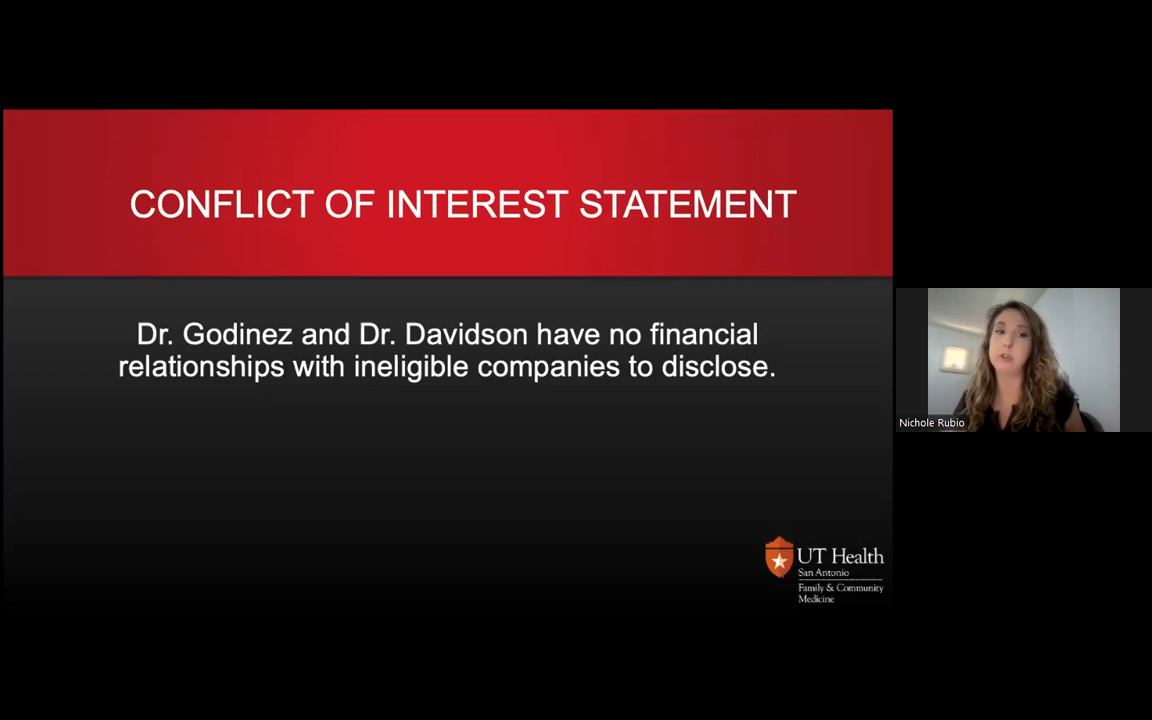 CONFLICT OF INTEREST STATEMENT
Dr. Godinez and Dr. Davidson have no financial
relationships with ineligible companies to disclose.
Nichole Rubio
UT Health
San Antonio
Family & Community
Medicine